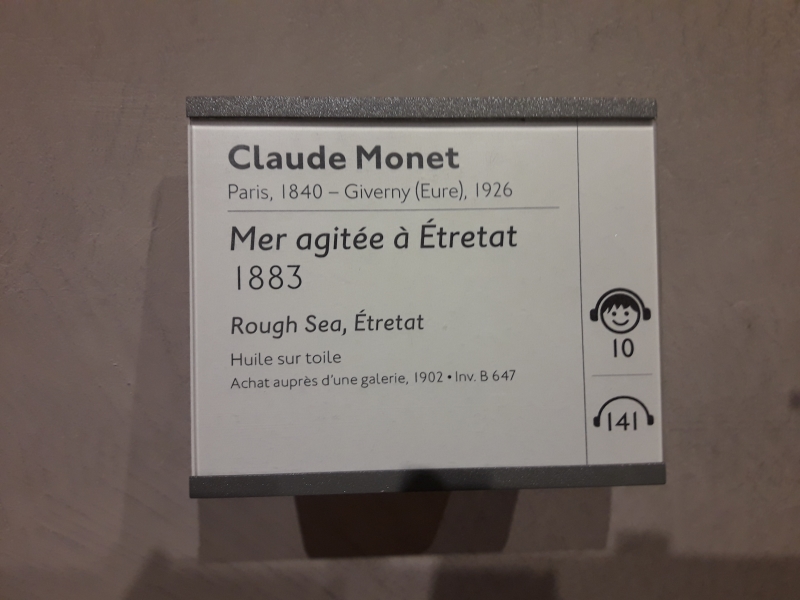 Claude Monet
Paris, 1840 – Giverny (Eure), 1926
Mer agitée à Étretat
1883
Rough Sea, Étretat
Huile sur toile
Achat auprès d'une galerie, 1902 • Inv. B 647
10
141